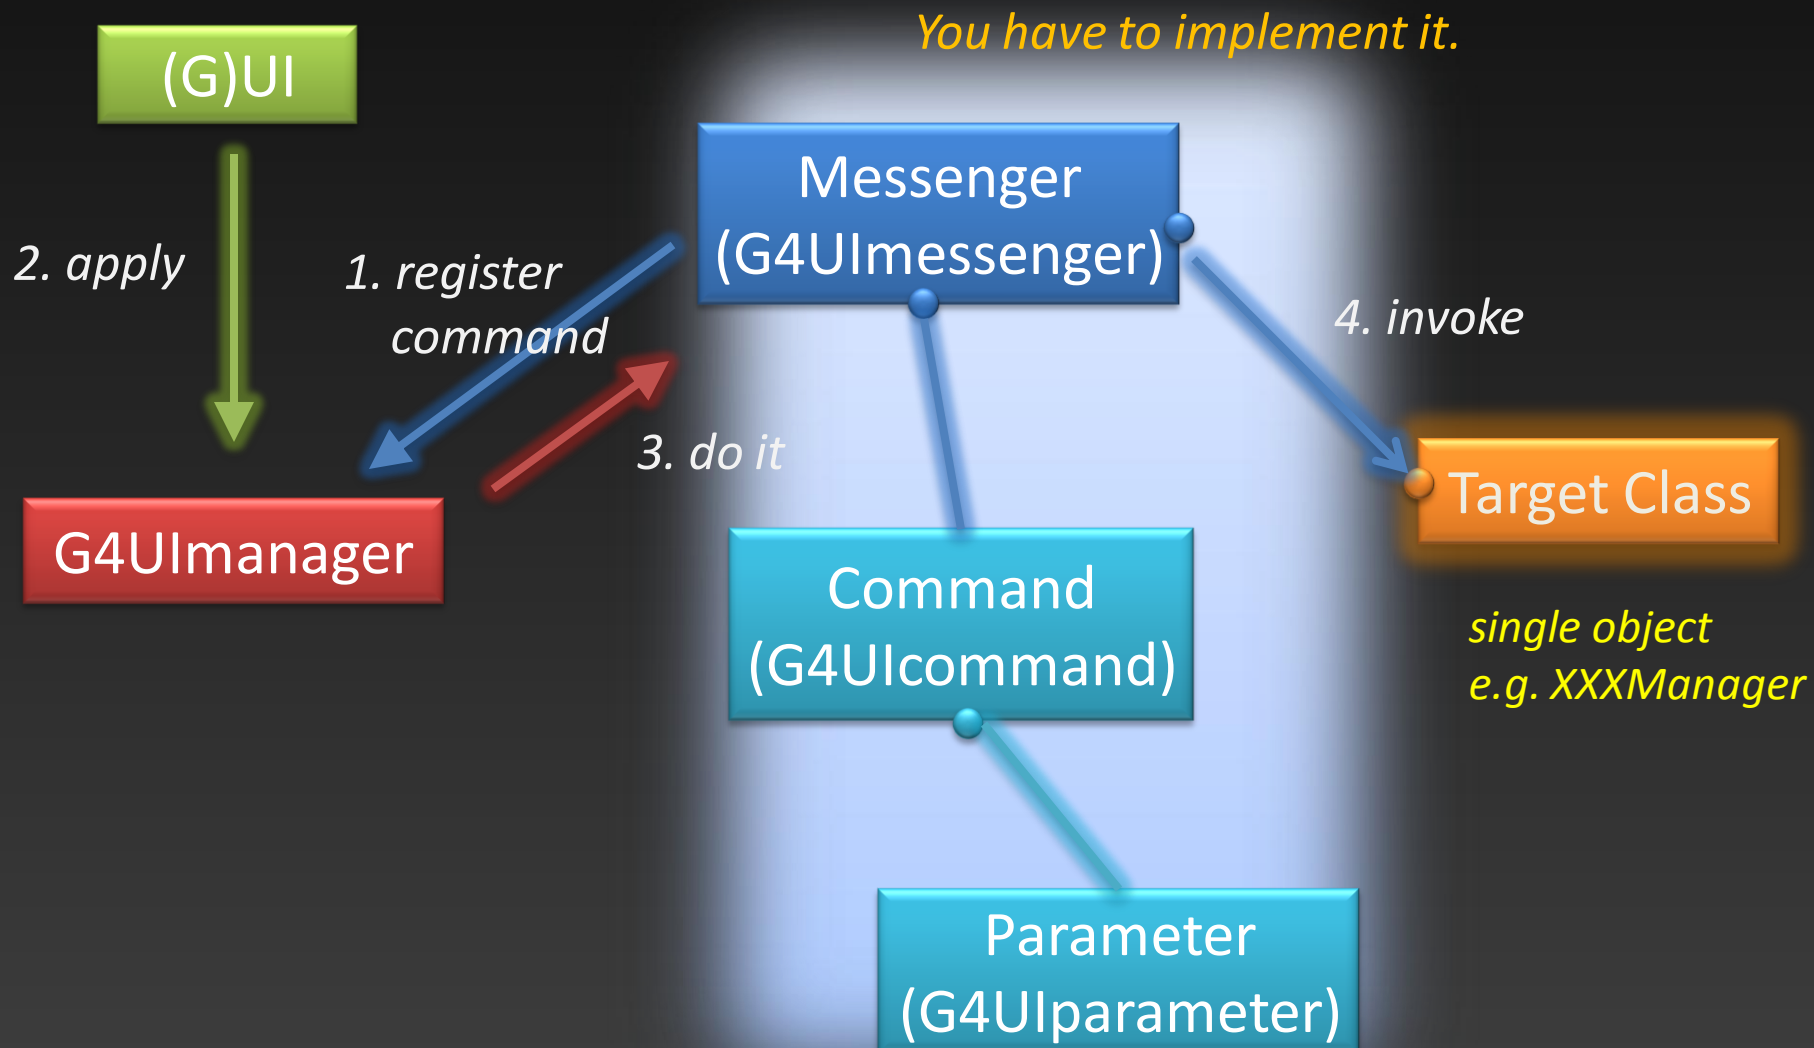 You have to implement it.
(G)UI
Messenger
(G4UImessenger)
2. apply
1. register
command
4. invoke
3. do it
Target Class
G4UImanager
Command
(G4UIcommand)
single object
e.g. XXXManager
Parameter
(G4UIparameter)